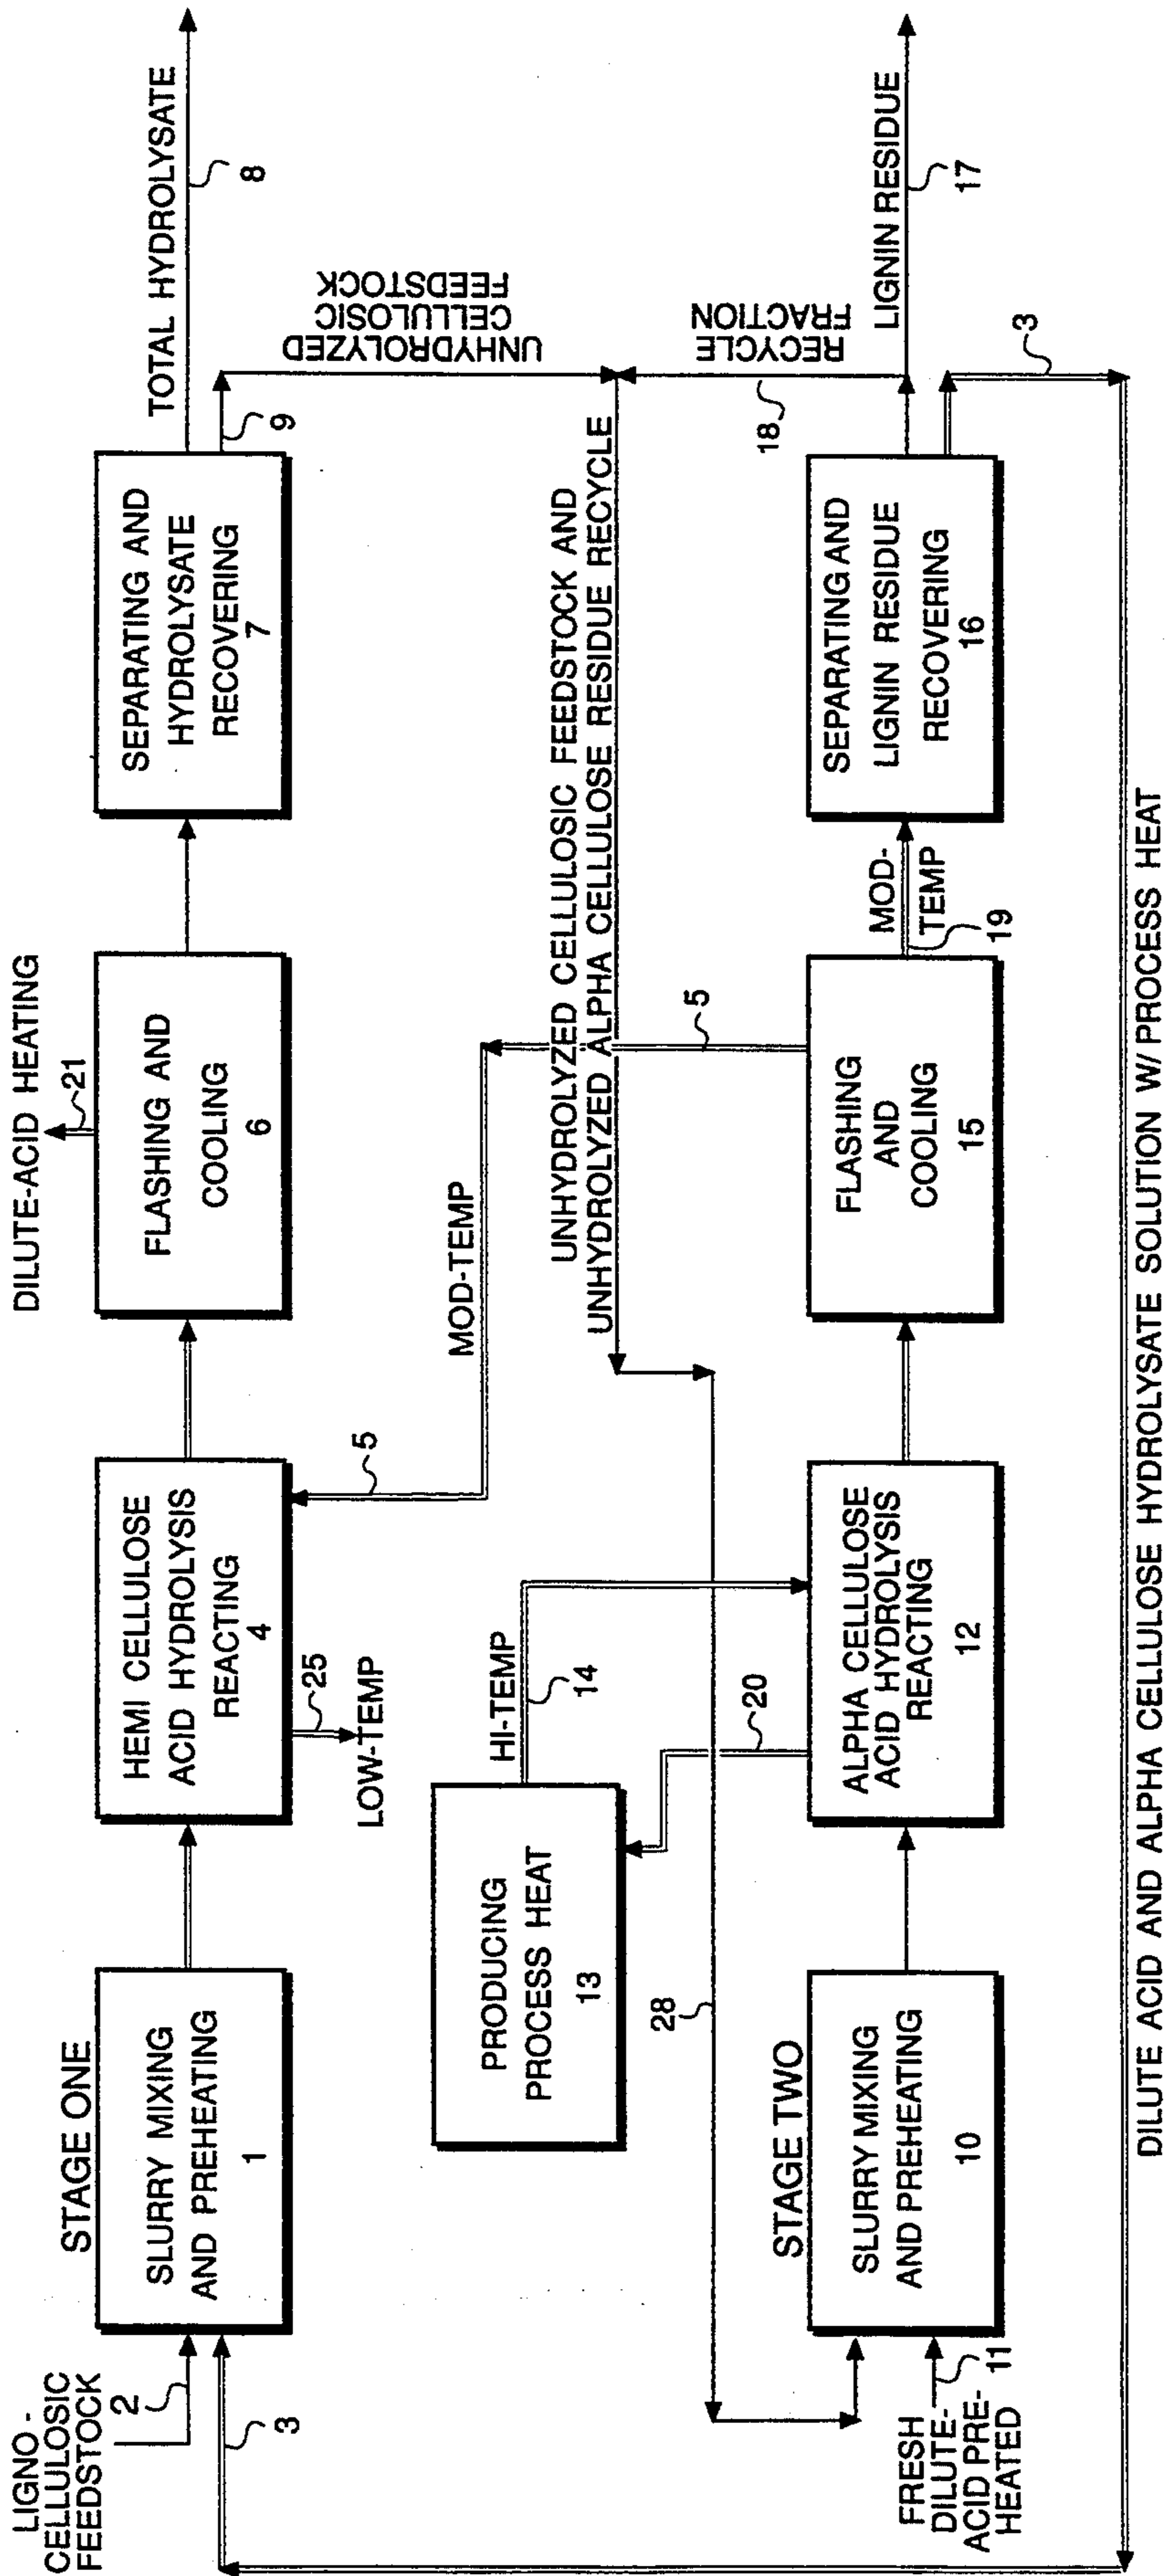 STAGE ONE
LIGNO-
CELLULOSIC
FEEDSTOCK
2
3
SLURRY MIXING
AND PREHEATING
1
HEMI CELLULOSE
ACID HYDROLYSIS
REACTING
4
25
LOW-TEMP
5
MOD-TEMP
DILUTE-ACID HEATING
21
FLASHING AND
COOLING
6
SEPARATING AND
HYDROLYSATE
RECOVERING
7
TOTAL HYDROLYSATE
8
9
UNHYDROLYZED
CELLULOSIC
FEEDSTOCK
PRODUCING
PROCESS HEAT
13
HI-TEMP
14
20
28
UNHYDROLYZED CELLULOSIC FEEDSTOCK AND
UNHYDROLYZED ALPHA CELLULOSE RESIDUE RECYCLE
RECYCLE
FRACTION
18
STAGE TWO
FRESH
DILUTE-
ACID PRE-
HEATED
11
SLURRY MIXING
AND PREHEATING
10
ALPHA CELLULOSE
ACID HYDROLYSIS
REACTING
12
5
FLASHING
AND
COOLING
15
MOD-
TEMP
19
SEPARATING AND
LIGNIN RESIDUE
RECOVERING
16
LIGNIN RESIDUE
17
3
DILUTE ACID AND ALPHA CELLULOSE HYDROLYSATE SOLUTION W/ PROCESS HEAT